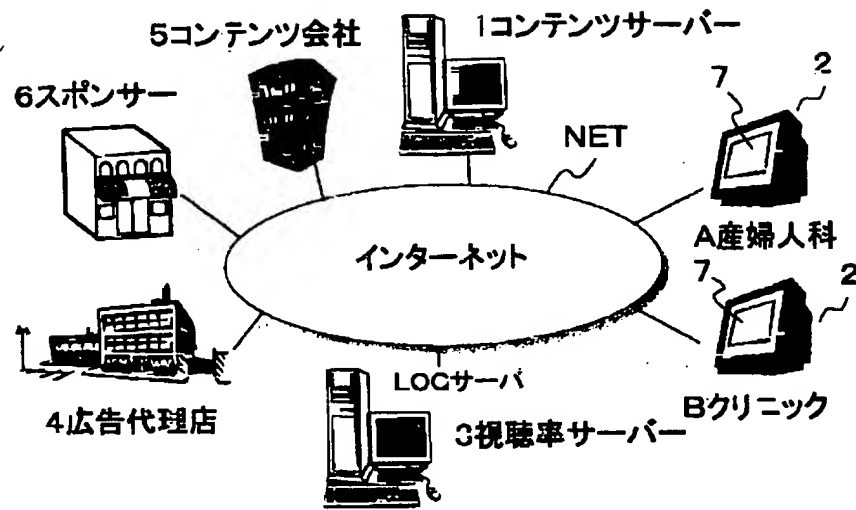 5コンテンツ会社
1コンテンツサーバー
6スポンサー
7
2
NET
A産婦人科
インターネット
7
2
LOGサーバ
Bクリニック
4広告代理店
3視聴率サーバー